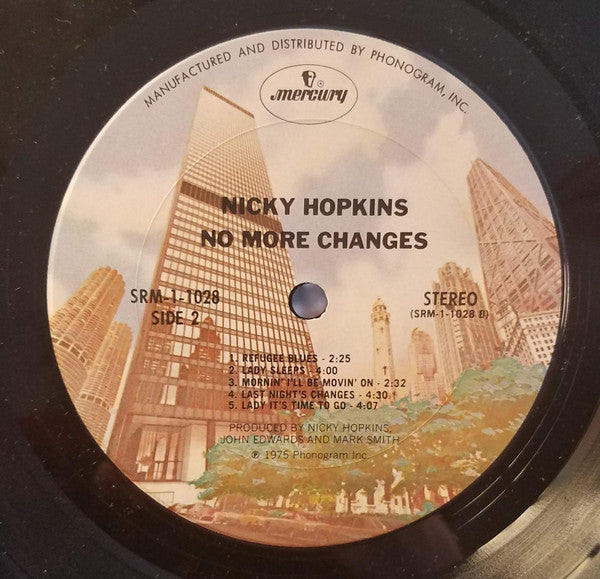 MANUFACTURED AND DISTRIBUTED BY PHONOGRAM, INC.
mercury
NICKY HOPKINS
NO MORE CHANGES
SRM-1-1028
SIDE 2
STEREO
(SRM-1-1028 B)
1. REFUGEE BLUES - 2:25
2. LADY SLEEPS - 4:00
3. MORNIN' I'LL BE MOVIN' ON - 2:32
4. LAST NIGHT'S CHANGES - 4:30
5. LADY IT'S TIME TO GO - 4:07
PRODUCED BY NICKY HOPKINS,
JOHN EDWARDS AND MARK SMITH
℗ 1975 Phonogram Inc.